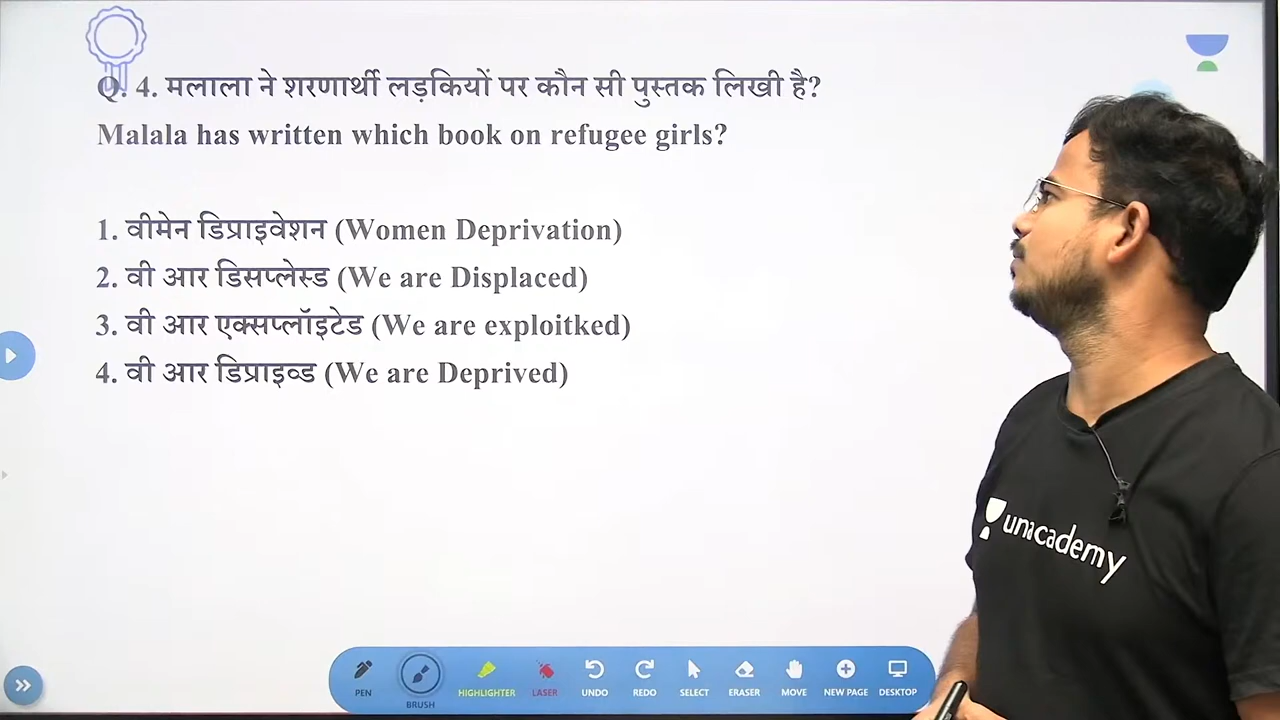 Q. 4. मलाला ने शरणार्थी लड़कियों पर कौन सी पुस्तक लिखी है?
Malala has written which book on refugee girls?
1. वीमेन डिप्राइवेशन (Women Deprivation)
2. वी आर डिसप्लेस्ड (We are Displaced)
3. वी आर एक्सप्लॉइटेड (We are exploitked)
4. वी आर डिप्राइव्ड (We are Deprived)
unacademy
PEN
BRUSH
HIGHLIGHTER
LASER
UNDO
REDO
SELECT
ERASER
MOVE
NEW PAGE
DESKTOP